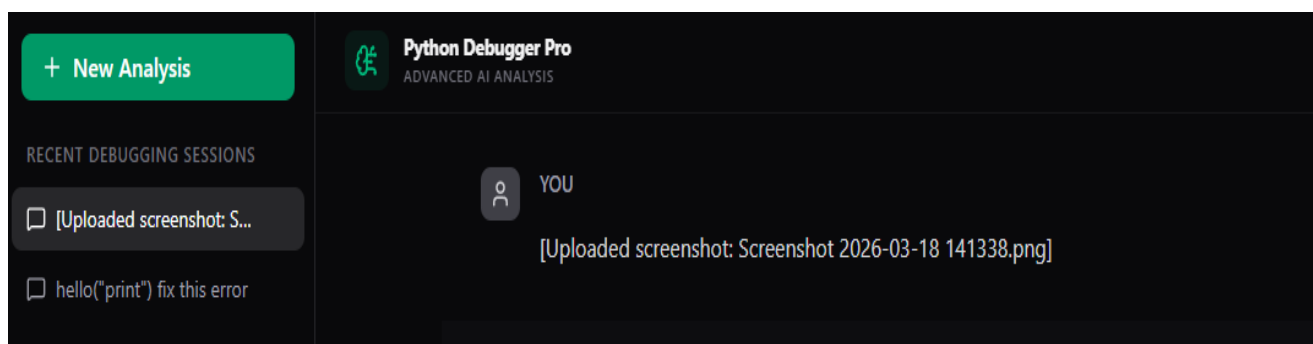 + New Analysis
RECENT DEBUGGING SESSIONS
[Uploaded screenshot: S...
hello("print") fix this error
Python Debugger Pro
ADVANCED AI ANALYSIS
YOU
[Uploaded screenshot: Screenshot 2026-03-18 141338.png]